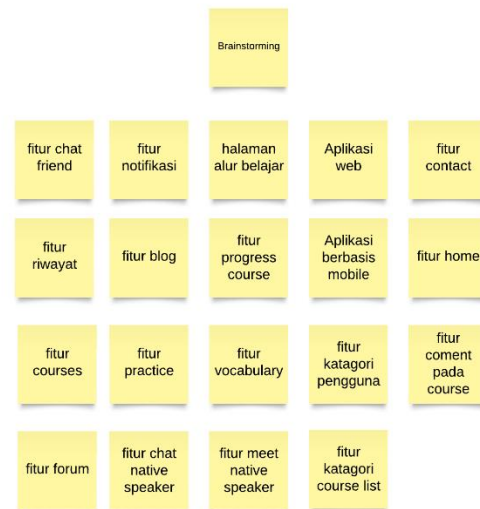 Brainstorming
fitur chat
friend
fitur
notifikasi
halaman
alur belajar
Aplikasi
web
fitur
contact
fitur
riwayat
fitur blog
fitur
progress
course
Aplikasi
berbasis
mobile
fitur home
fitur
courses
fitur
practice
fitur
vocabulary
fitur
katagori
pengguna
fitur
coment
pada
course
fitur forum
fitur chat
native
speaker
fitur meet
native
speaker
fitur
katagori
course list